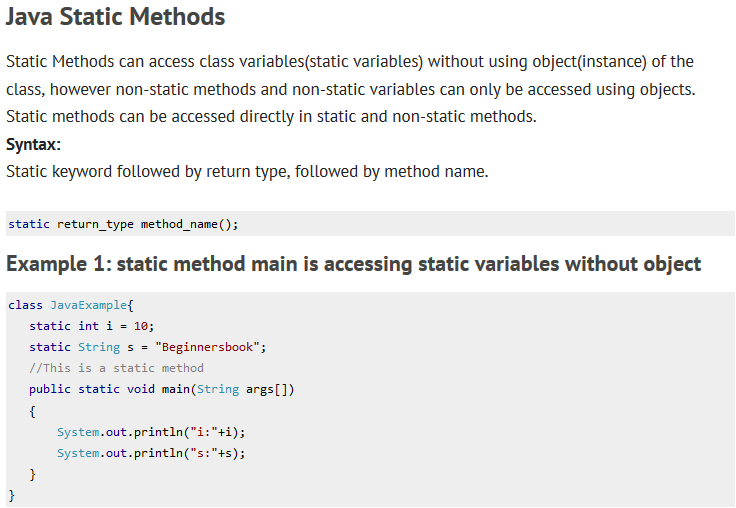 Java Static Methods
Static Methods can access class variables(static variables) without using object(instance) of the
class, however non-static methods and non-static variables can only be accessed using objects.
Static methods can be accessed directly in static and non-static methods.
Syntax:
Static keyword followed by return type, followed by method name.
static return_type method_name();
Example 1: static method main is accessing static variables without object
class JavaExample{
   static int i = 10;
   static String s = "Beginnersbook";
   //This is a static method
   public static void main(String args[])
   {
       System.out.println("i:"+i);
       System.out.println("s:"+s);
   }
}